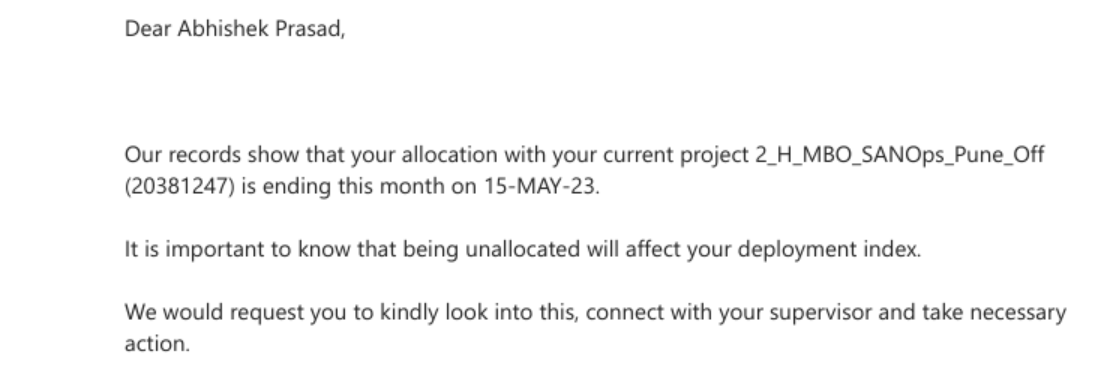 Dear Abhishek Prasad,
Our records show that your allocation with your current project 2_H_MBO_SANOps_Pune_Off
(20381247) is ending this month on 15-MAY-23.
It is important to know that being unallocated will affect your deployment index.
We would request you to kindly look into this, connect with your supervisor and take necessary
action.